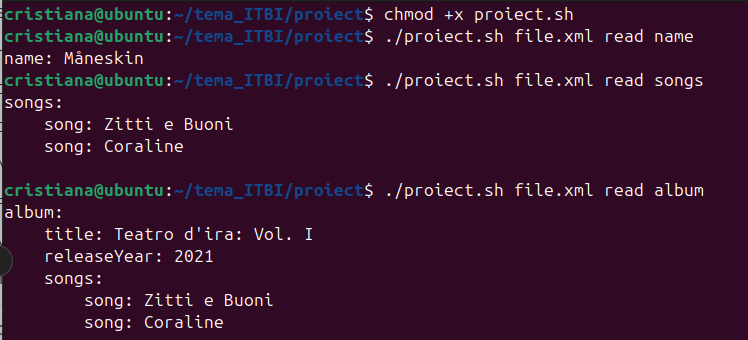 cristiana@ubuntu:~/tema_ITBI/proiect$ chmod +x proiect.sh
cristiana@ubuntu:~/tema_ITBI/proiect$ ./proiect.sh file.xml read name
name: Måneskin
cristiana@ubuntu:~/tema_ITBI/proiect$ ./proiect.sh file.xml read songs
songs:
    song: Zitti e Buoni
    song: Coraline

cristiana@ubuntu:~/tema_ITBI/proiect$ ./proiect.sh file.xml read album
album:
    title: Teatro d'ira: Vol. I
    releaseYear: 2021
    songs:
        song: Zitti e Buoni
        song: Coraline